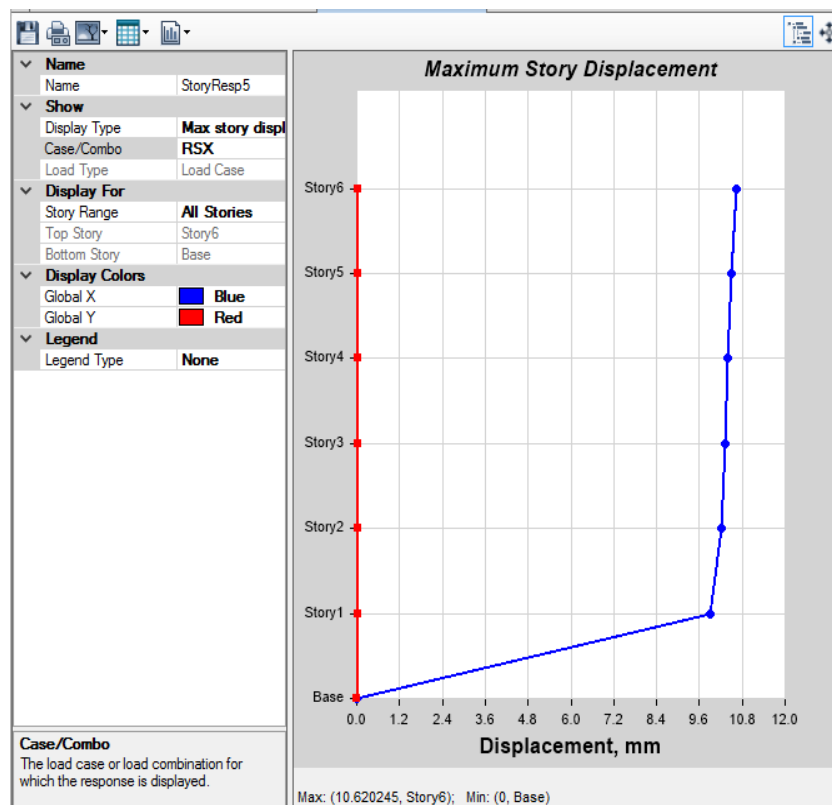 Name
Name StoryResp5
Show
Display Type Max story displ
Case/Combo RSX
Load Type Load Case
Display For
Story Range All Stories
Top Story Story6
Bottom Story Base
Display Colors
Global X Blue
Global Y Red
Legend
Legend Type None
Case/Combo
The load case or load combination for
which the response is displayed.
Maximum Story Displacement
Story6
Story5
Story4
Story3
Story2
Story1
Base
0.0 1.2 2.4 3.6 4.8 6.0 7.2 8.4 9.6 10.8 12.0
Displacement, mm
Max: (10.620245, Story6); Min: (0, Base)